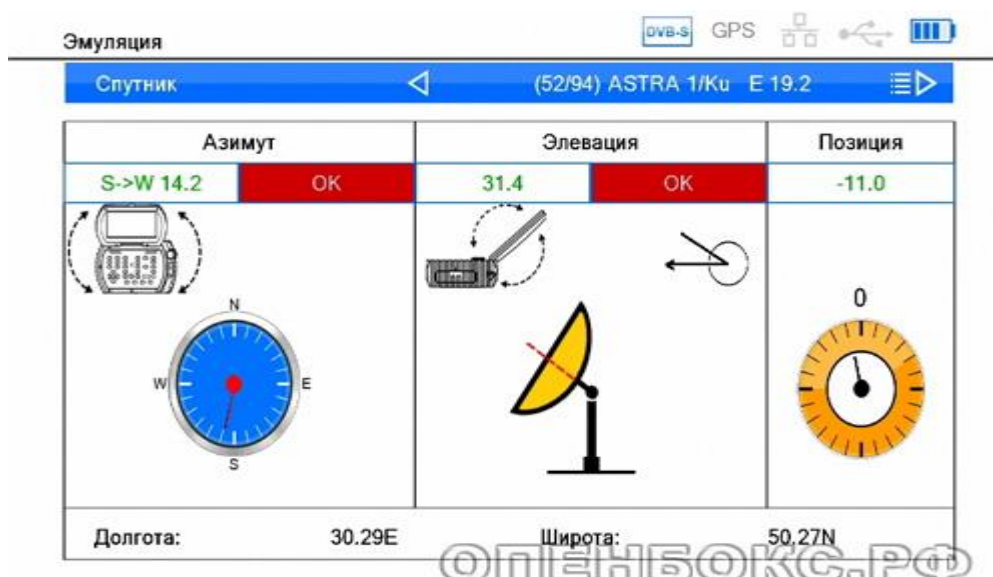 Эмуляция
DVB-S GPS
Спутник (52/94) ASTRA 1/Ku E 19.2
Азимут Элевация Позиция
S->W 14.2 OK 31.4 OK -11.0
N
0
W E
S
Долгота: 30.29E Широта: 50.27N
ОПЕНБОКС.РФ